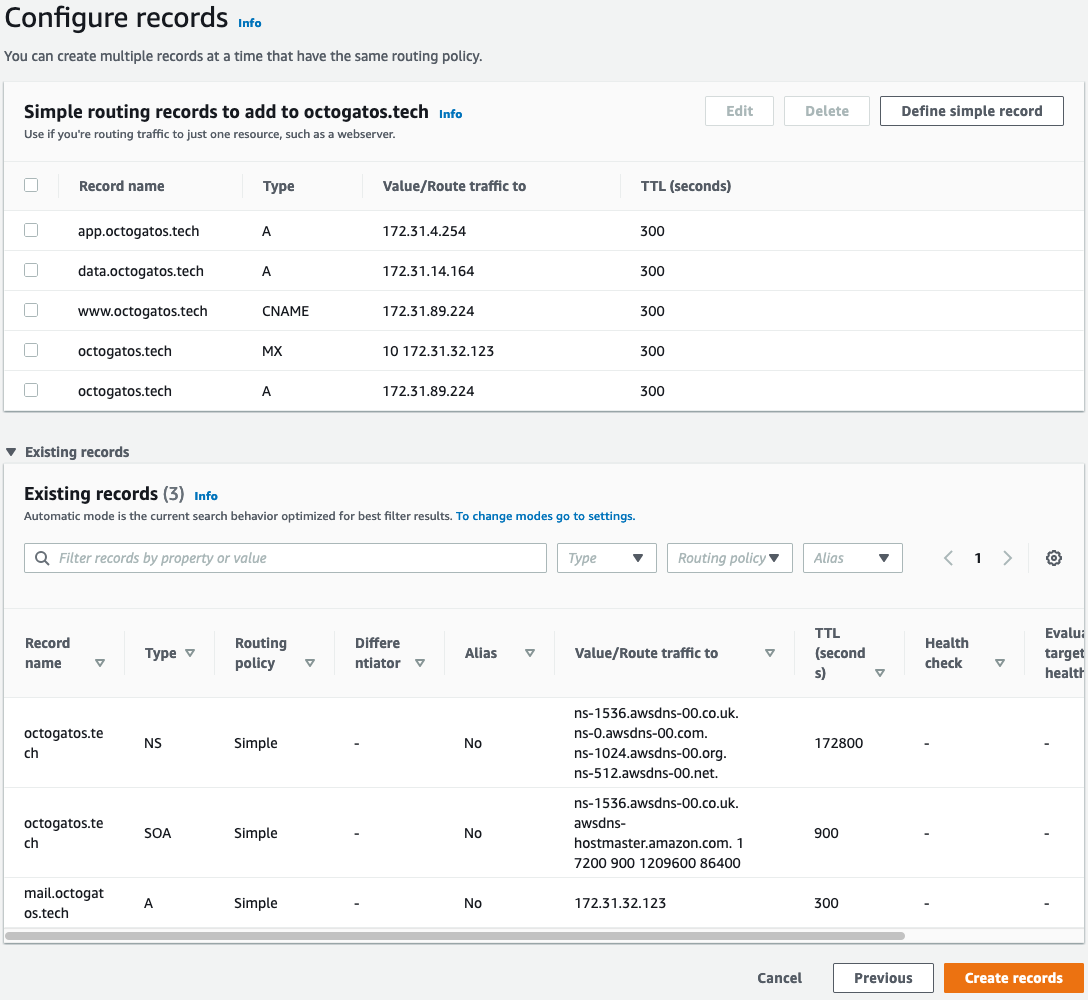 Configure records Info
You can create multiple records at a time that have the same routing policy.
Simple routing records to add to octogatos.tech Info
Use if you're routing traffic to just one resource, such as a webserver.
Edit
Delete
Define simple record
Record name Type Value/Route traffic to TTL (seconds)
app.octogatos.tech A 172.31.4.254 300
data.octogatos.tech A 172.31.14.164 300
www.octogatos.tech CNAME 172.31.89.224 300
octogatos.tech MX 10 172.31.32.123 300
octogatos.tech A 172.31.89.224 300
Existing records
Existing records (3) Info
Automatic mode is the current search behavior optimized for best filter results. To change modes go to settings.
Filter records by property or value
Type
Routing policy
Alias
1
Record
name
Type
Routing
policy
Differe
ntiator
Alias
Value/Route traffic to
TTL
(second
s)
Health
check
Evalua
target
health
octogatos.te
ch
NS
Simple
-
No
ns-1536.awsdns-00.co.uk.
ns-0.awsdns-00.com.
ns-1024.awsdns-00.org.
ns-512.awsdns-00.net.
172800
-
-
octogatos.te
ch
SOA
Simple
-
No
ns-1536.awsdns-00.co.uk.
awsdns-
hostmaster.amazon.com. 1
7200 900 1209600 86400
900
-
-
mail.octogat
os.tech
A
Simple
-
No
172.31.32.123
300
-
-
Cancel
Previous
Create records